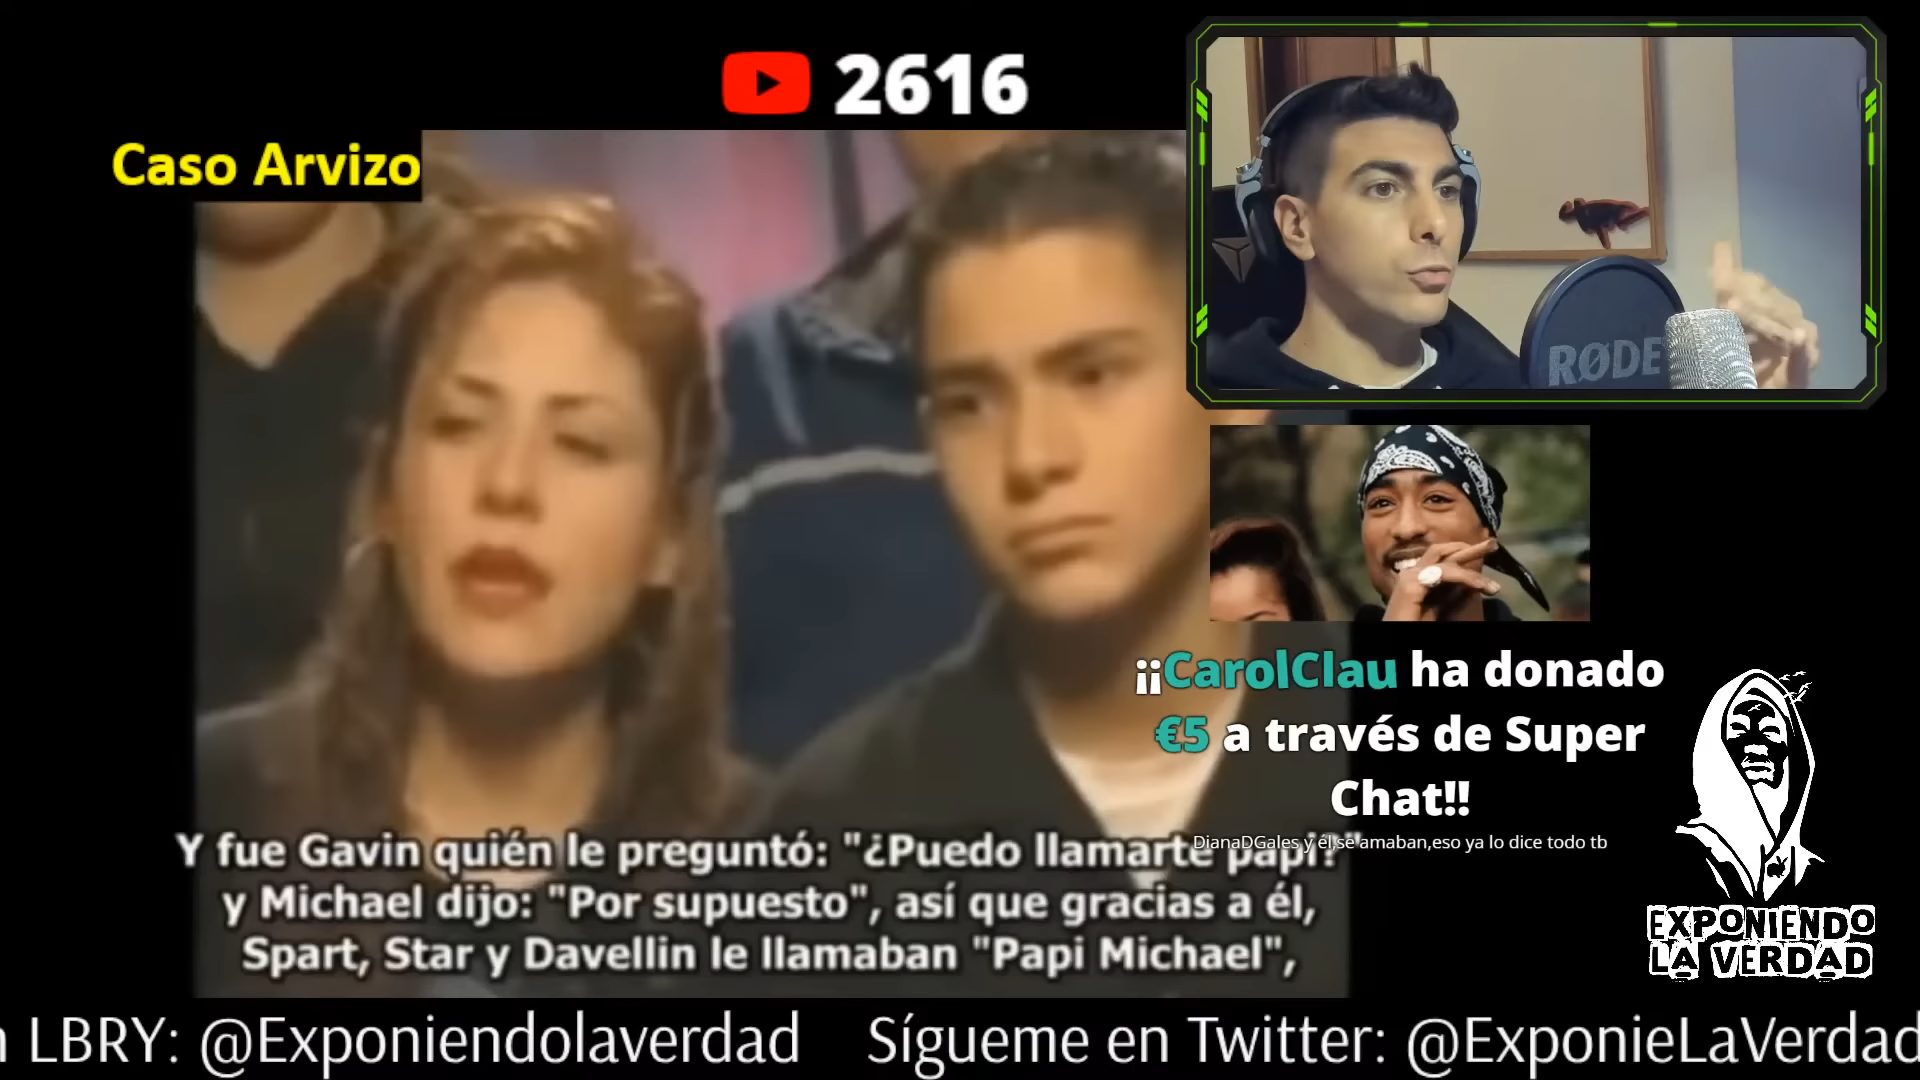 2616
Caso Arvizo
RØDE
¡¡CarolClau ha donado
€5 a través de Super
Chat!!
DianaDGales y él,se amaban,eso ya lo dice todo tb
Y fue Gavin quién le preguntó: "¿Puedo llamarte papi?"
y Michael dijo: "Por supuesto", así que gracias a él,
Spart, Star y Davellin le llamaban "Papi Michael",
EXPONIENDO
LA VERDAD
LBRY: @Exponiendolaverdad Sígueme en Twitter: @ExponieLaVerdad